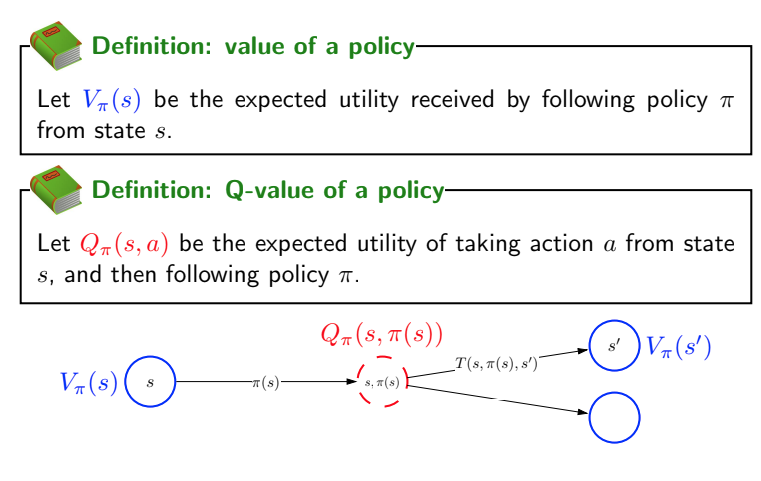 Definition: value of a policy
Let Vπ(s) be the expected utility received by following policy π
from state s.
Definition: Q-value of a policy
Let Qπ(s, a) be the expected utility of taking action a from state
s, and then following policy π.
Qπ(s, π(s))
Vπ(s) s π(s) s, π(s) T(s, π(s), s′) s′ Vπ(s′)